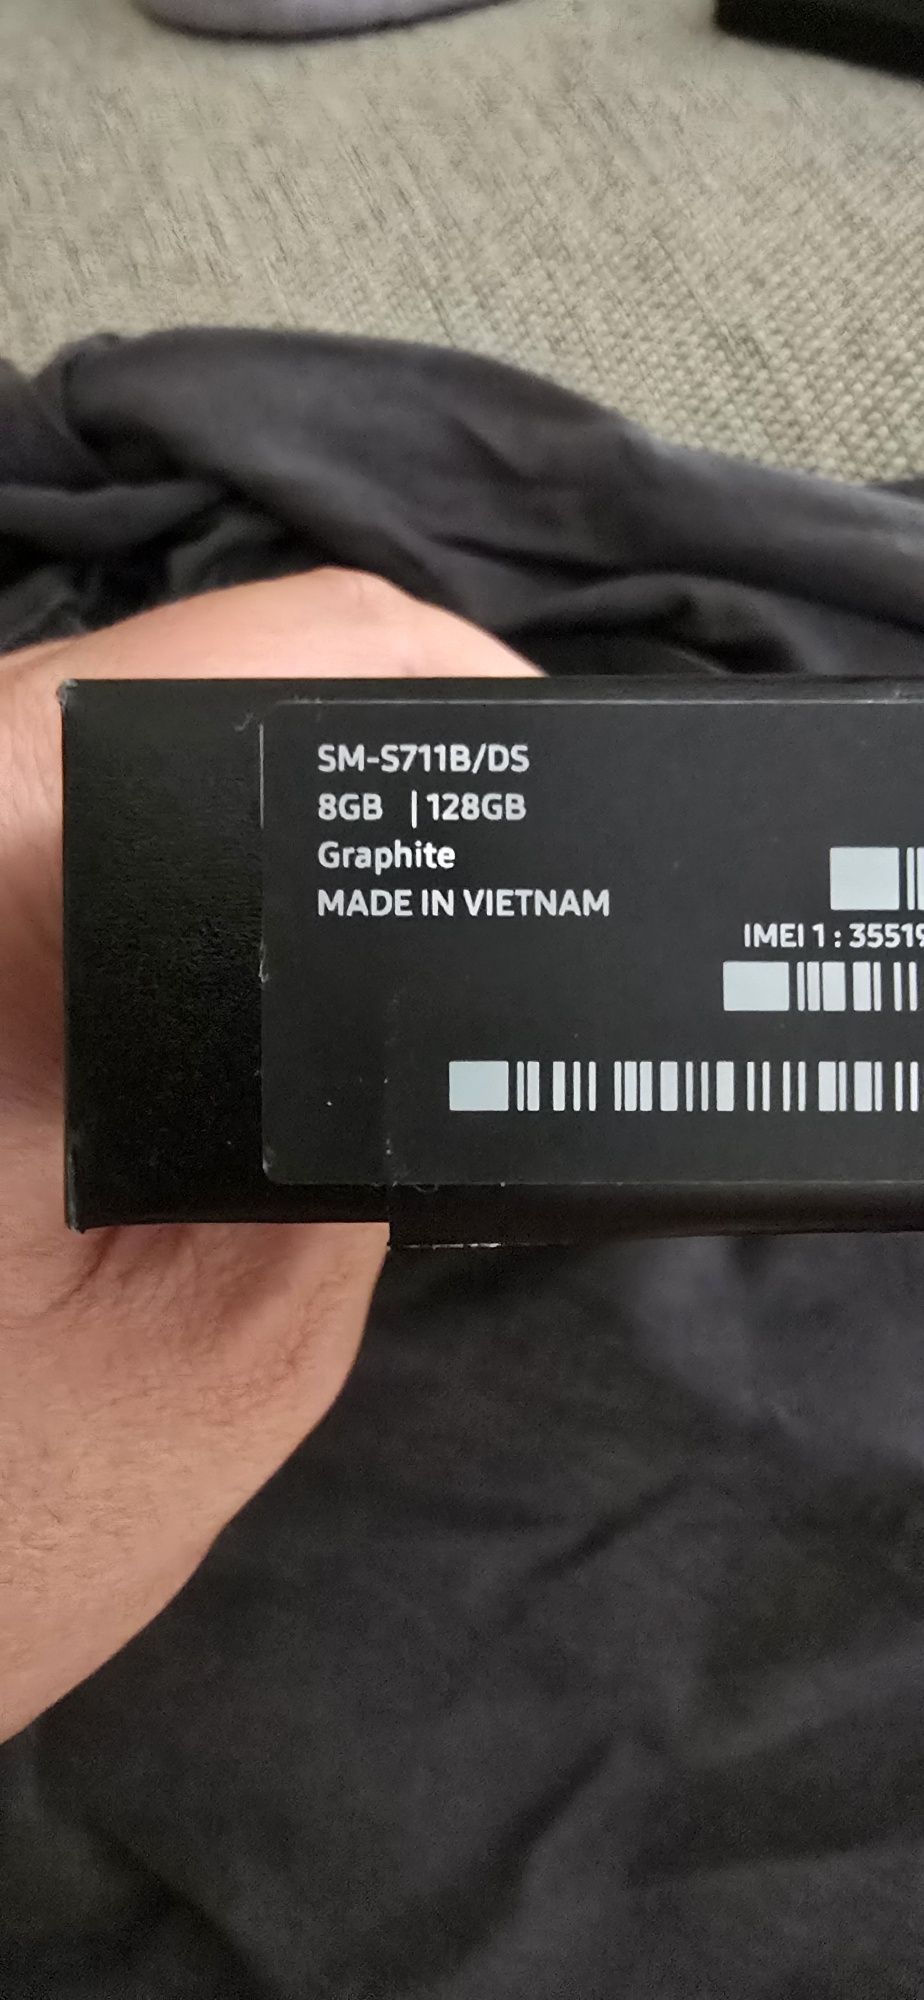 SM-S711B/DS
8GB | 128GB
Graphite
MADE IN VIETNAM
IMEI 1 : 35519